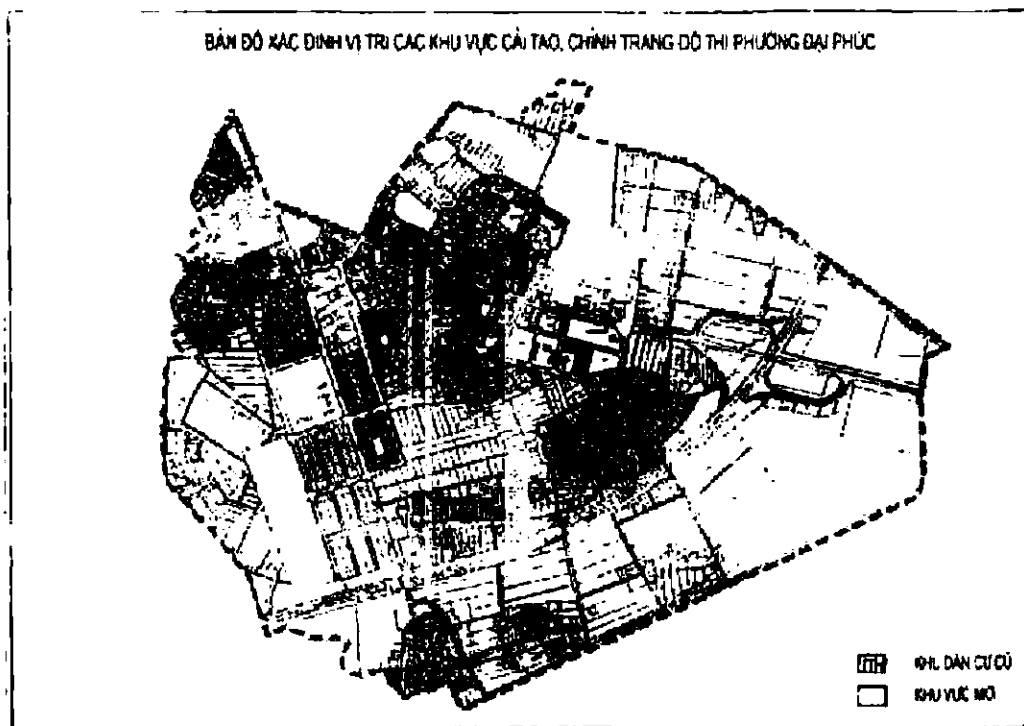 BẢN ĐỒ XÁC ĐỊNH VỊ TRÍ CÁC KHU VỰC CẢI TẠO, CHỈNH TRANG ĐÔ THỊ PHƯỜNG ĐẠI PHÚC
KHU DÂN CƯ CŨ
KHU VỰC MỚI